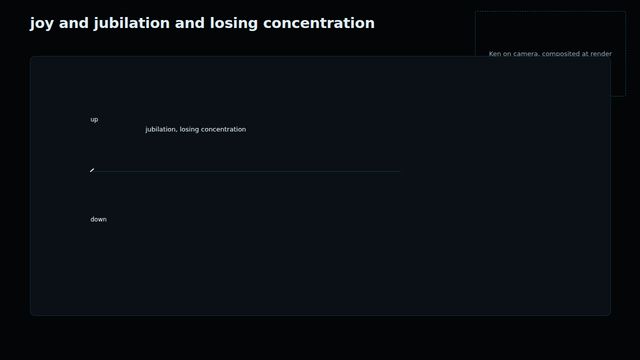 joy and jubilation and losing concentration
Ken on camera, composited at render
up
jubilation, losing concentration
down